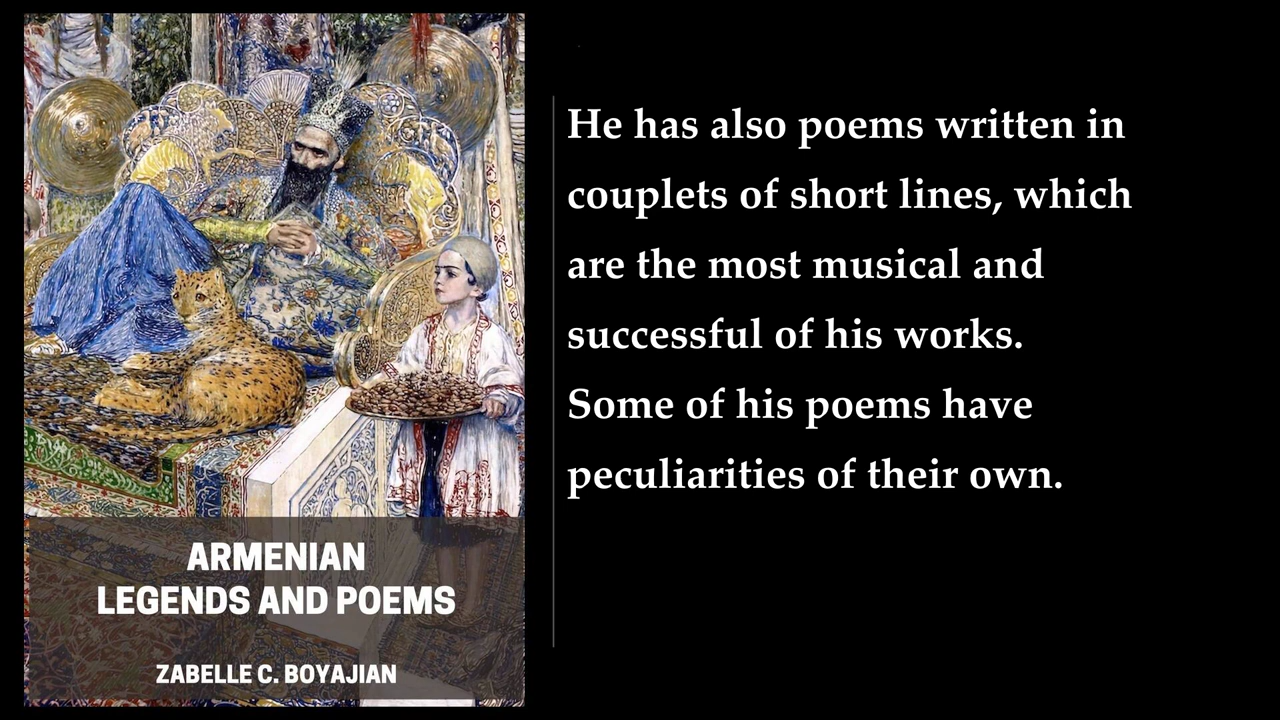 ARMENIAN
LEGENDS AND POEMS
ZABELLE C. BOYAJIAN
He has also poems written in
couplets of short lines, which
are the most musical and
successful of his works.
Some of his poems have
peculiarities of their own.